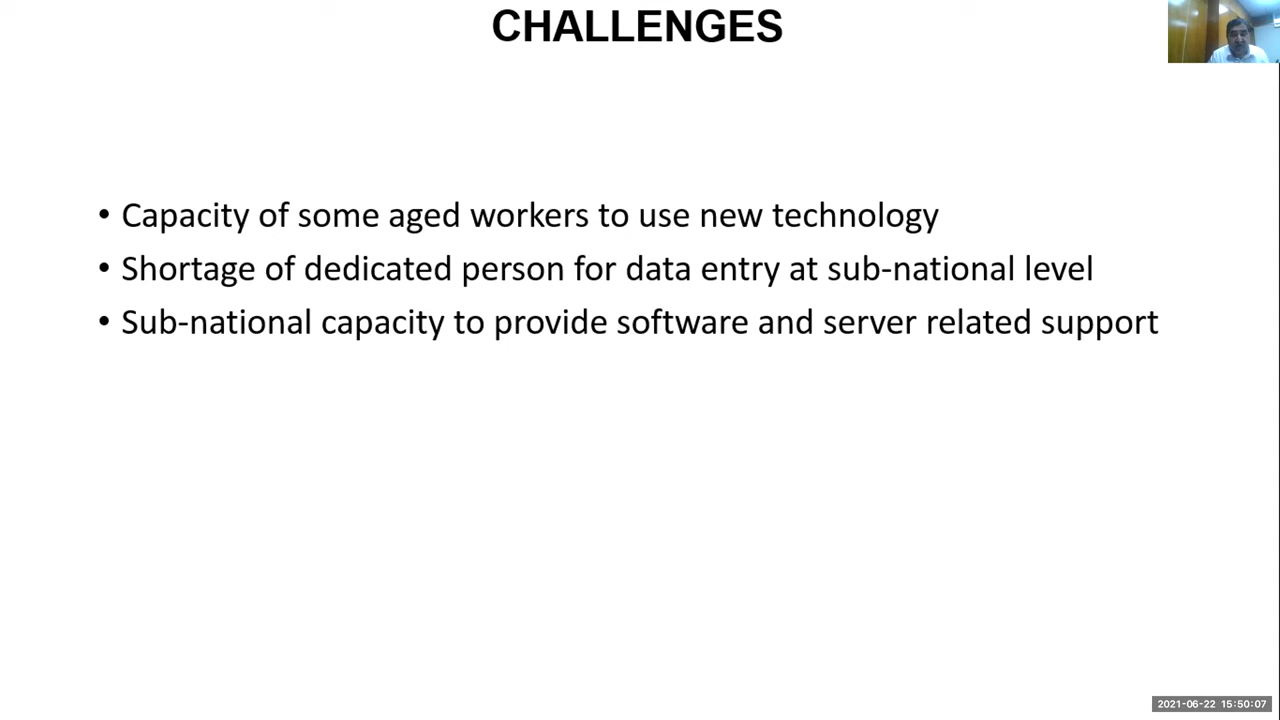 CHALLENGES
• Capacity of some aged workers to use new technology
• Shortage of dedicated person for data entry at sub-national level
• Sub-national capacity to provide software and server related support
2021-06-22 15:50:07